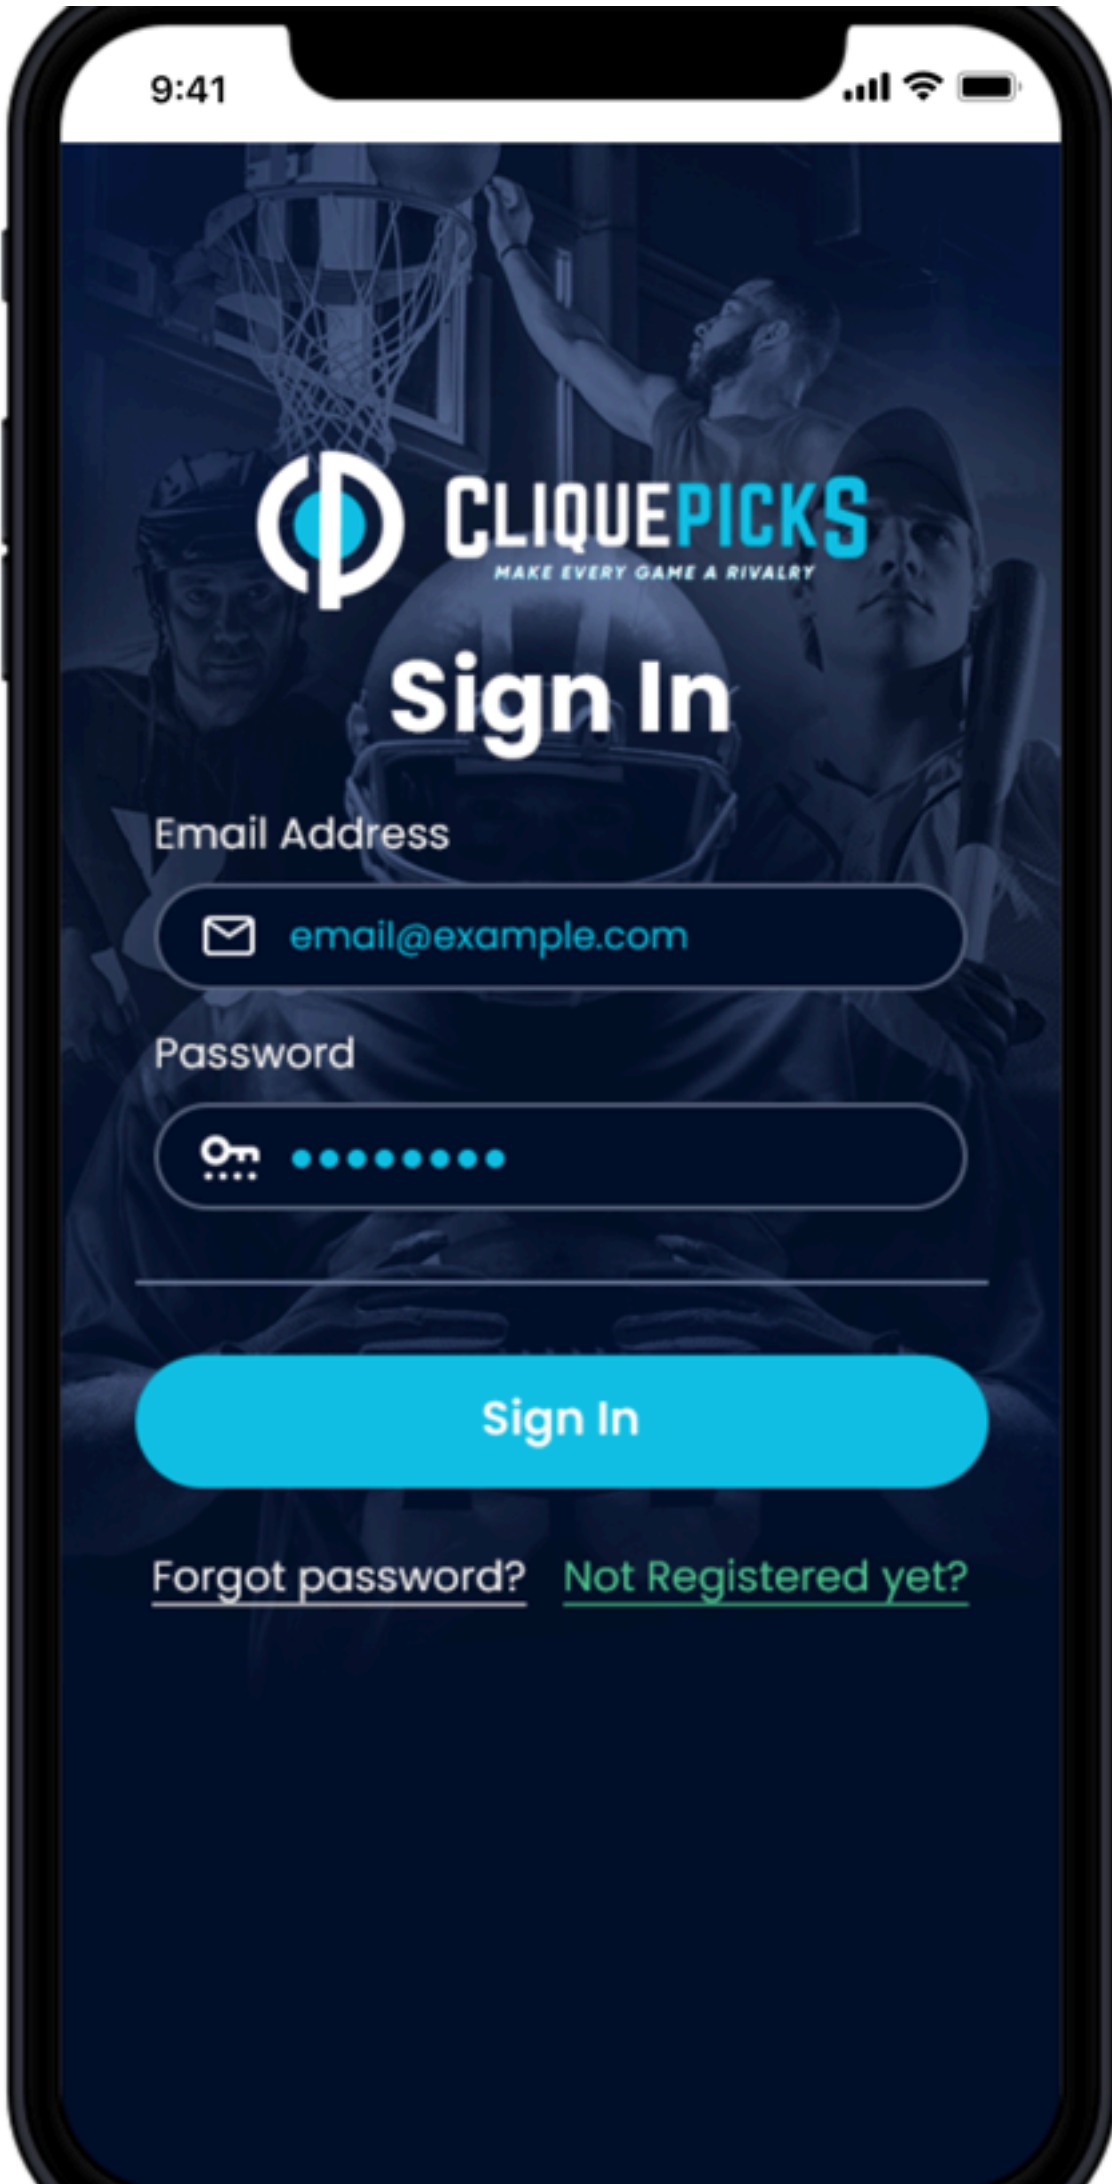 9:41
CLIQUEPICKS
MAKE EVERY GAME A RIVALRY
Sign In
Email Address
email@example.com
Password
Sign In
Forgot password? Not Registered yet?